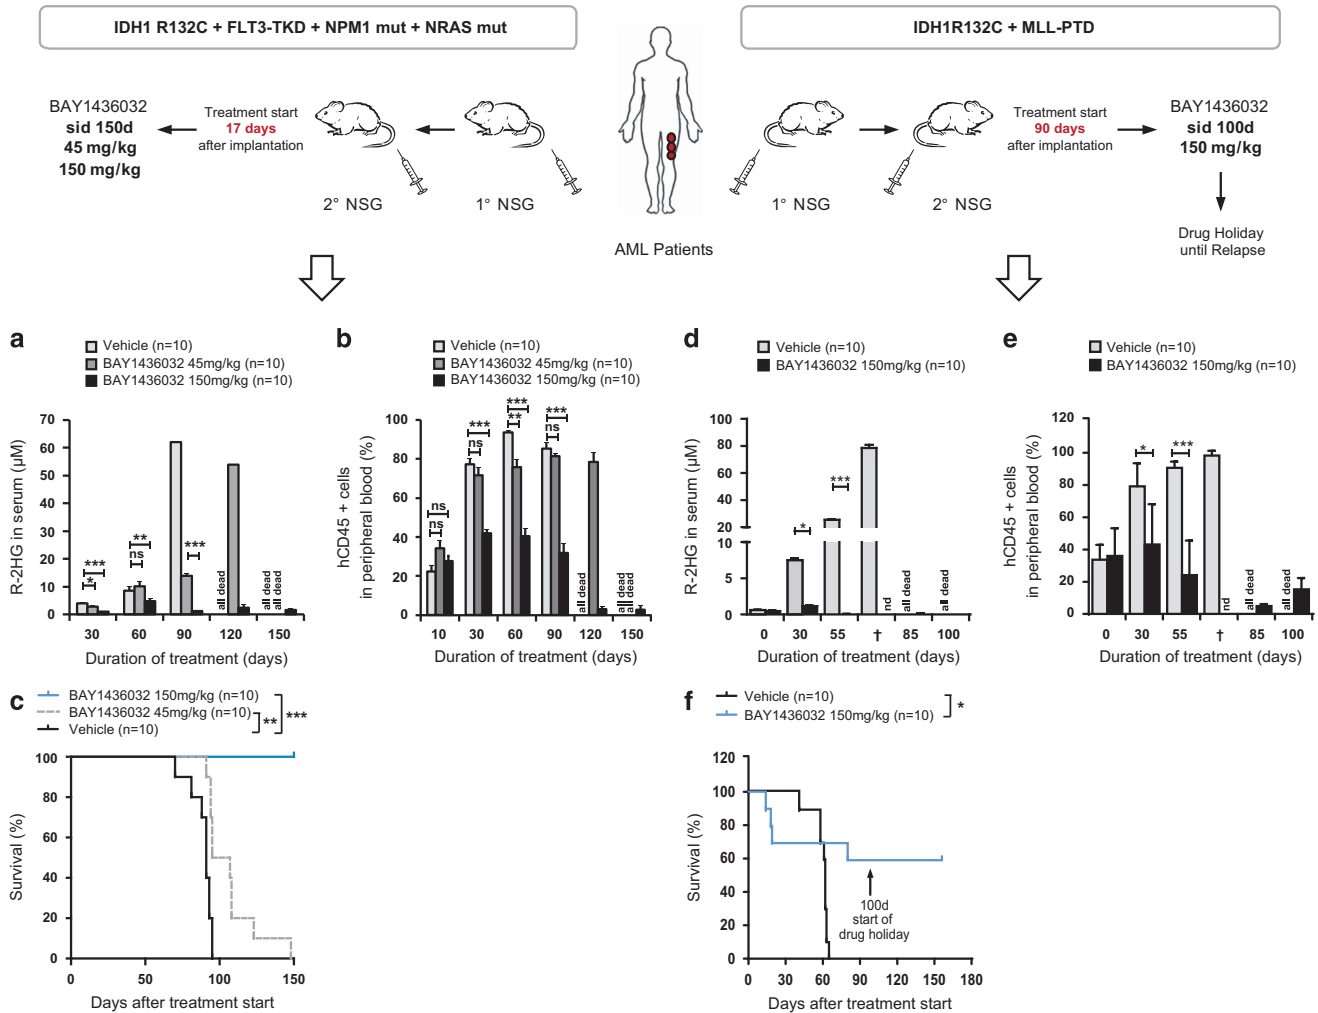 IDH1 R132C + FLT3-TKD + NPM1 mut + NRAS mut
IDH1R132C + MLL-PTD
BAY1436032
sid 150d
45 mg/kg
150 mg/kg
Treatment start
17 days
after implantation
2° NSG
1° NSG
AML Patients
1° NSG
2° NSG
Treatment start
90 days
after implantation
BAY1436032
sid 100d
150 mg/kg
Drug Holiday
until Relapse
a
Vehicle (n=10)
BAY1436032 45mg/kg (n=10)
BAY1436032 150mg/kg (n=10)
R-2HG in serum (µM)
70
60
50
40
30
20
10
0
*
***
ns
**
***
all dead
all dead
all dead
30 60 90 120 150
Duration of treatment (days)
b
Vehicle (n=10)
BAY1436032 45mg/kg (n=10)
BAY1436032 150mg/kg (n=10)
hCD45 + cells
in peripheral blood (%)
100
80
60
40
20
0
ns
ns
***
ns
***
**
***
ns
all dead
all dead
all dead
10 30 60 90 120 150
Duration of treatment (days)
d
Vehicle (n=10)
BAY1436032 150mg/kg (n=10)
R-2HG in serum (µM)
100
80
60
40
20
10
5
0
*
***
nd
all dead
all dead
0 30 55 † 85 100
Duration of treatment (days)
e
Vehicle (n=10)
BAY1436032 150mg/kg (n=10)
hCD45 + cells
in peripheral blood (%)
120
100
80
60
40
20
0
*
***
nd
all dead
all dead
0 30 55 † 85 100
Duration of treatment (days)
c
BAY1436032 150mg/kg (n=10)
BAY1436032 45mg/kg (n=10)
Vehicle (n=10)
**
***
Survival (%)
100
80
60
40
20
0
0 50 100 150
Days after treatment start
f
Vehicle (n=10)
BAY1436032 150mg/kg (n=10)
*
Survival (%)
120
100
80
60
40
20
0
100d
start of
drug holiday
0 30 60 90 120 150 180
Days after treatment start